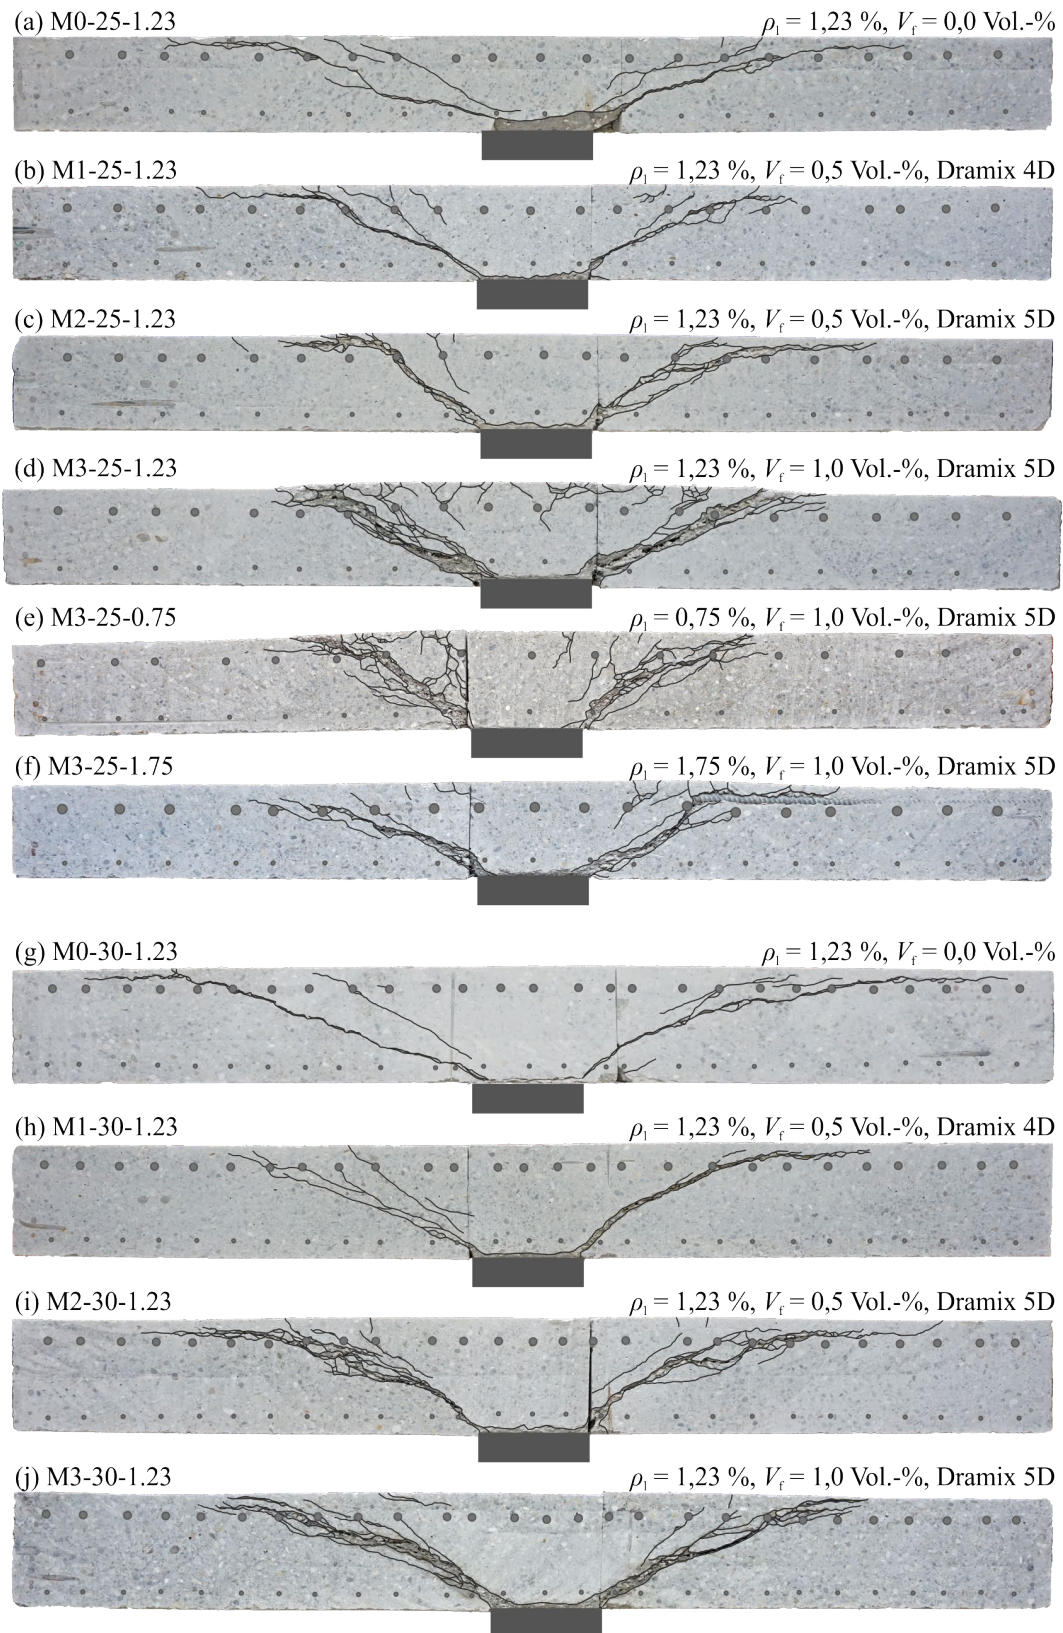 (a) M0-25-1.23 ρl = 1,23 %, Vf = 0,0 Vol.-%
(b) M1-25-1.23 ρl = 1,23 %, Vf = 0,5 Vol.-%, Dramix 4D
(c) M2-25-1.23 ρl = 1,23 %, Vf = 0,5 Vol.-%, Dramix 5D
(d) M3-25-1.23 ρl = 1,23 %, Vf = 1,0 Vol.-%, Dramix 5D
(e) M3-25-0.75 ρl = 0,75 %, Vf = 1,0 Vol.-%, Dramix 5D
(f) M3-25-1.75 ρl = 1,75 %, Vf = 1,0 Vol.-%, Dramix 5D
(g) M0-30-1.23 ρl = 1,23 %, Vf = 0,0 Vol.-%
(h) M1-30-1.23 ρl = 1,23 %, Vf = 0,5 Vol.-%, Dramix 4D
(i) M2-30-1.23 ρl = 1,23 %, Vf = 0,5 Vol.-%, Dramix 5D
(j) M3-30-1.23 ρl = 1,23 %, Vf = 1,0 Vol.-%, Dramix 5D